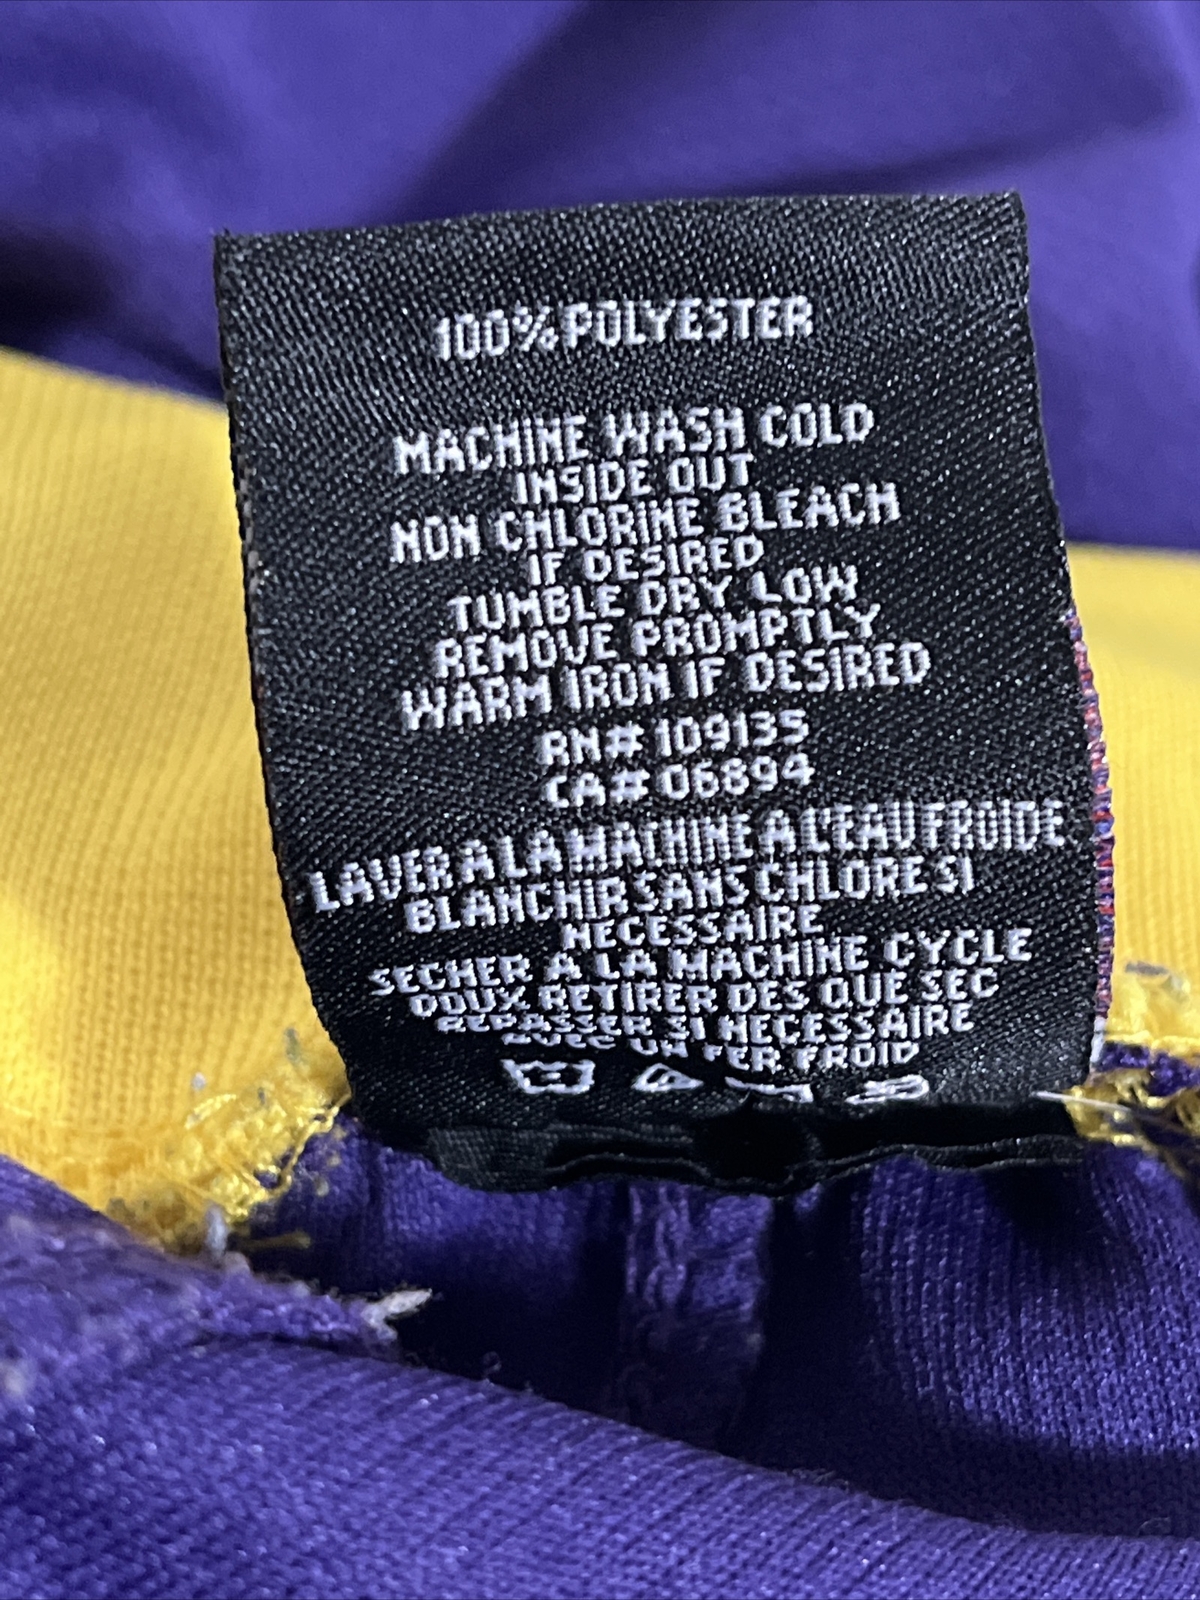 100% POLYESTER
MACHINE WASH COLD
INSIDE OUT
NON CHLORINE BLEACH
IF DESIRED
TUMBLE DRY LOW
REMOVE PROMPTLY
WARM IRON IF DESIRED
RN# 109135
CA# 06894
LAVER A LA MACHINE A L'EAU FROIDE
BLANCHIR SANS CHLORE SI
NECESSAIRE
SECHER A LA MACHINE CYCLE
DOUX RETIRER DES QUE SEC
REPASSER SI NECESSAIRE
AVEC UN FER FROID